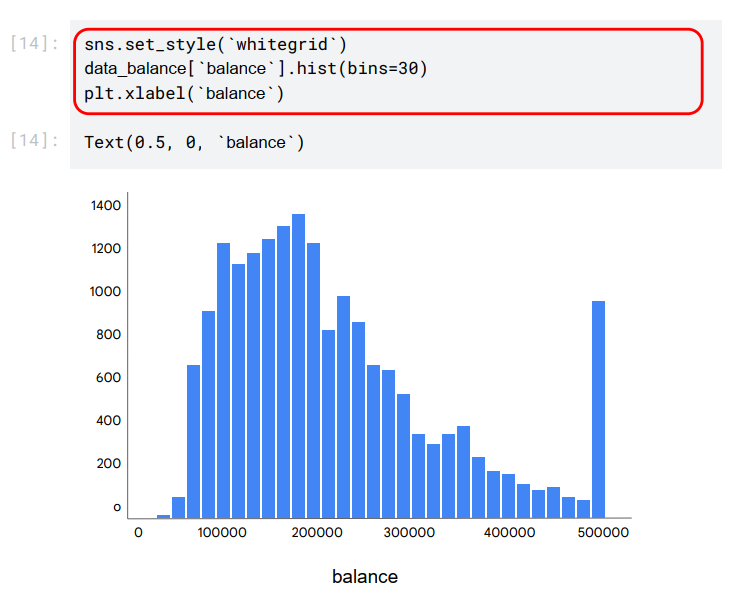 [14]: sns.set_style(`whitegrid`)
data_balance[`balance`].hist(bins=30)
plt.xlabel(`balance`)
[14]: Text(0.5, 0, `balance`)
1400
1200
1000
800
600
400
200
0
0 100000 200000 300000 400000 500000
balance